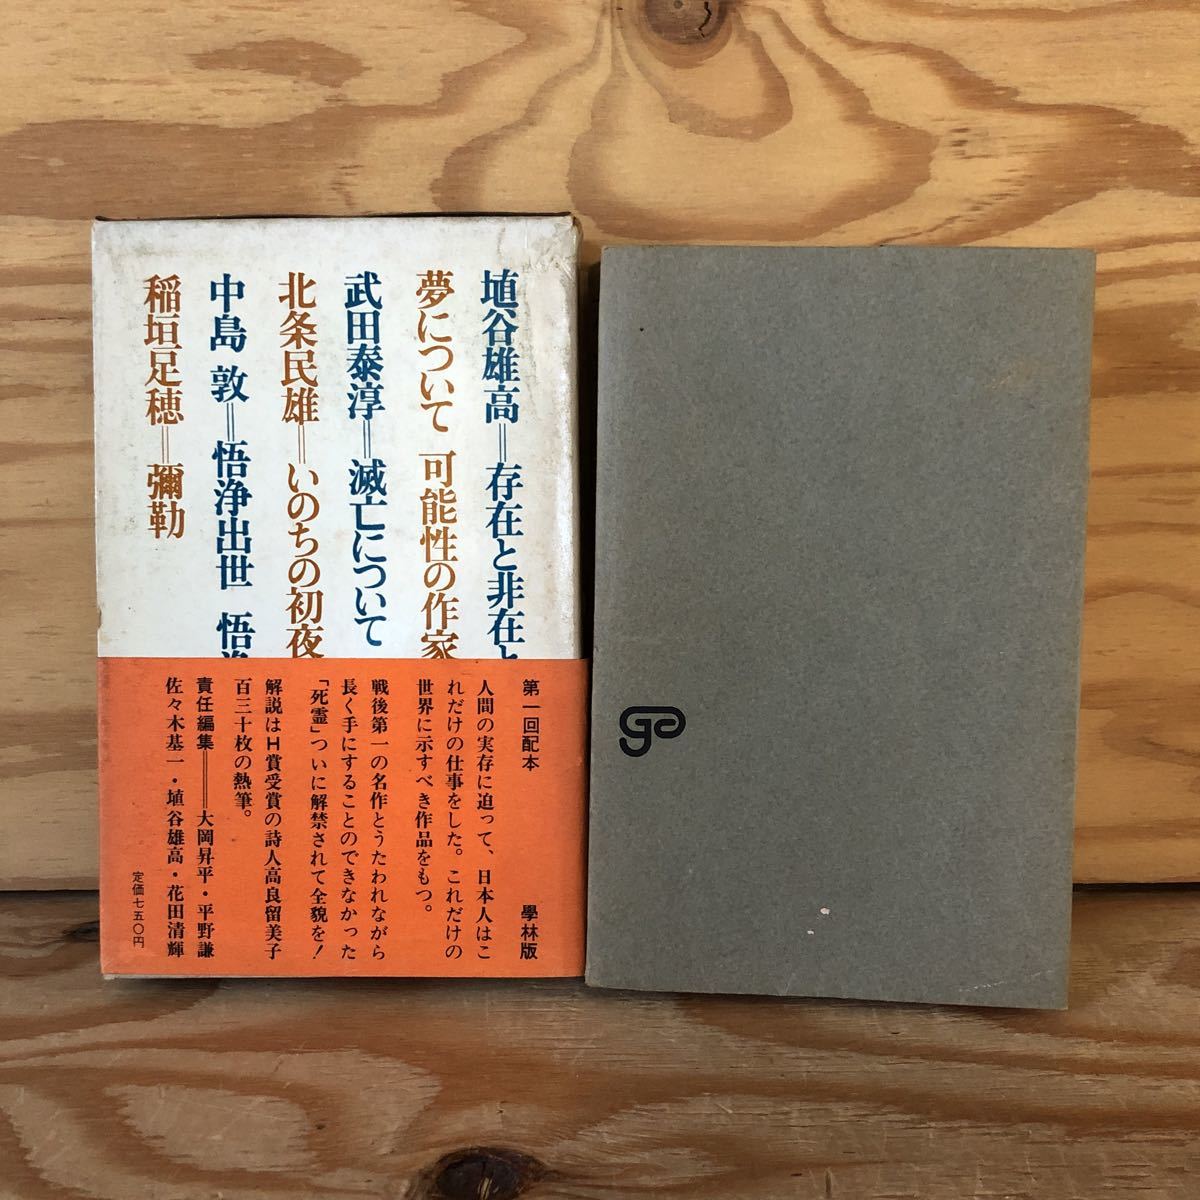 埴谷雄高=存在と非在と
夢について 可能性の作家
武田泰淳=滅亡について
北条民雄=いのちの初夜
中島 敦=悟浄出世 悟
稲垣足穂=彌勒
第一回配本 學林版
人間の実存に迫って、日本人はこ
れだけの仕事をした。これだけの
世界に示すべき作品をもつ。
戦後第一の名作とうたわれながら
長く手にすることのできなかった
「死霊」ついに解禁されて全貌を!
解説はH賞受賞の詩人高良留美子
百三十枚の熱筆。
責任編集=大岡昇平・平野謙
佐々木基一・埴谷雄高・花田清輝
定価七五〇円